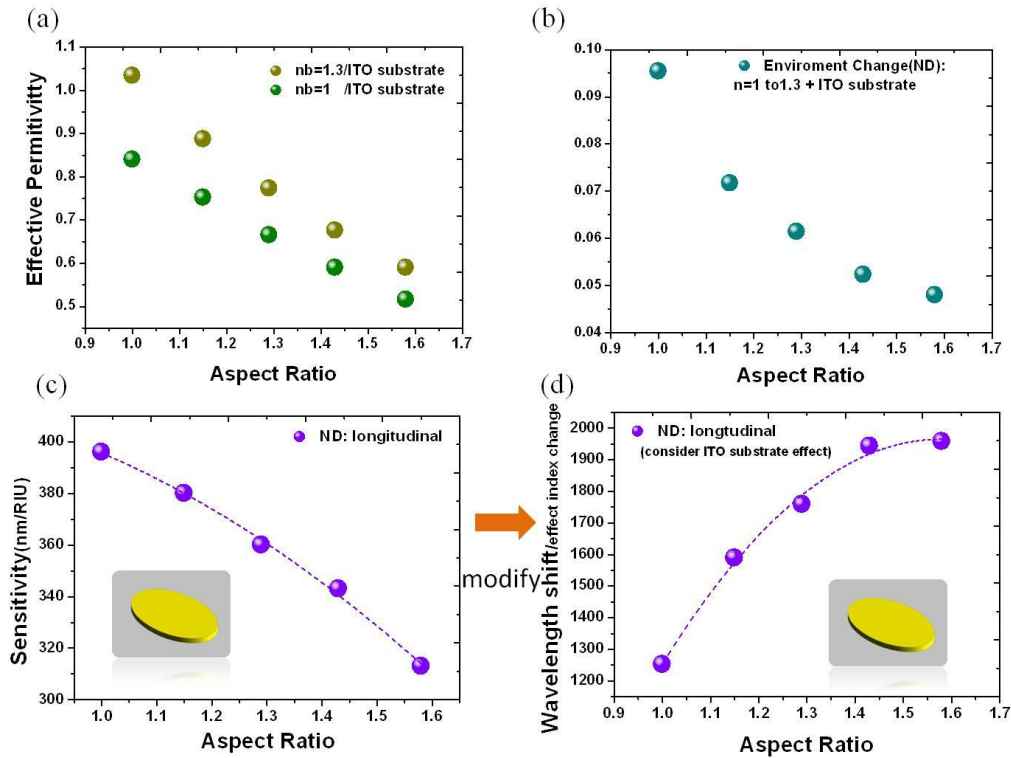 (a)
1.1
1.0
0.9
0.8
0.7
0.6
0.5
Effective Permitivity
nb=1.3/ITO substrate
nb=1 /ITO substrate
0.9 1.0 1.1 1.2 1.3 1.4 1.5 1.6 1.7
Aspect Ratio
(b)
0.10
0.09
0.08
0.07
0.06
0.05
0.04
Enviroment Change(ND):
n=1 to1.3 + ITO substrate
0.9 1.0 1.1 1.2 1.3 1.4 1.5 1.6 1.7
Aspect Ratio
(c)
400
380
360
340
320
300
Sensitivity(nm/RIU)
ND: longitudinal
1.0 1.1 1.2 1.3 1.4 1.5 1.6
Aspect Ratio
modify
(d)
2000
1900
1800
1700
1600
1500
1400
1300
1200
Wavelength shift/effect index change
ND: longtudinal
(consider ITO substrate effect)
0.9 1.0 1.1 1.2 1.3 1.4 1.5 1.6 1.7
Aspect Ratio